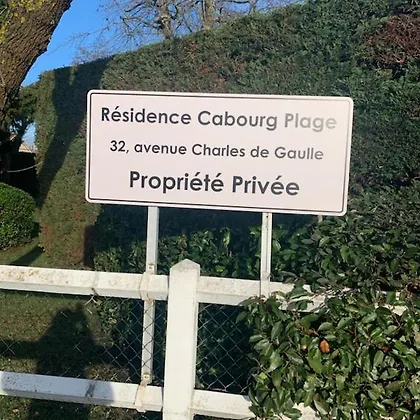 Résidence Cabourg Plage
32, avenue Charles de Gaulle
Propriété Privée